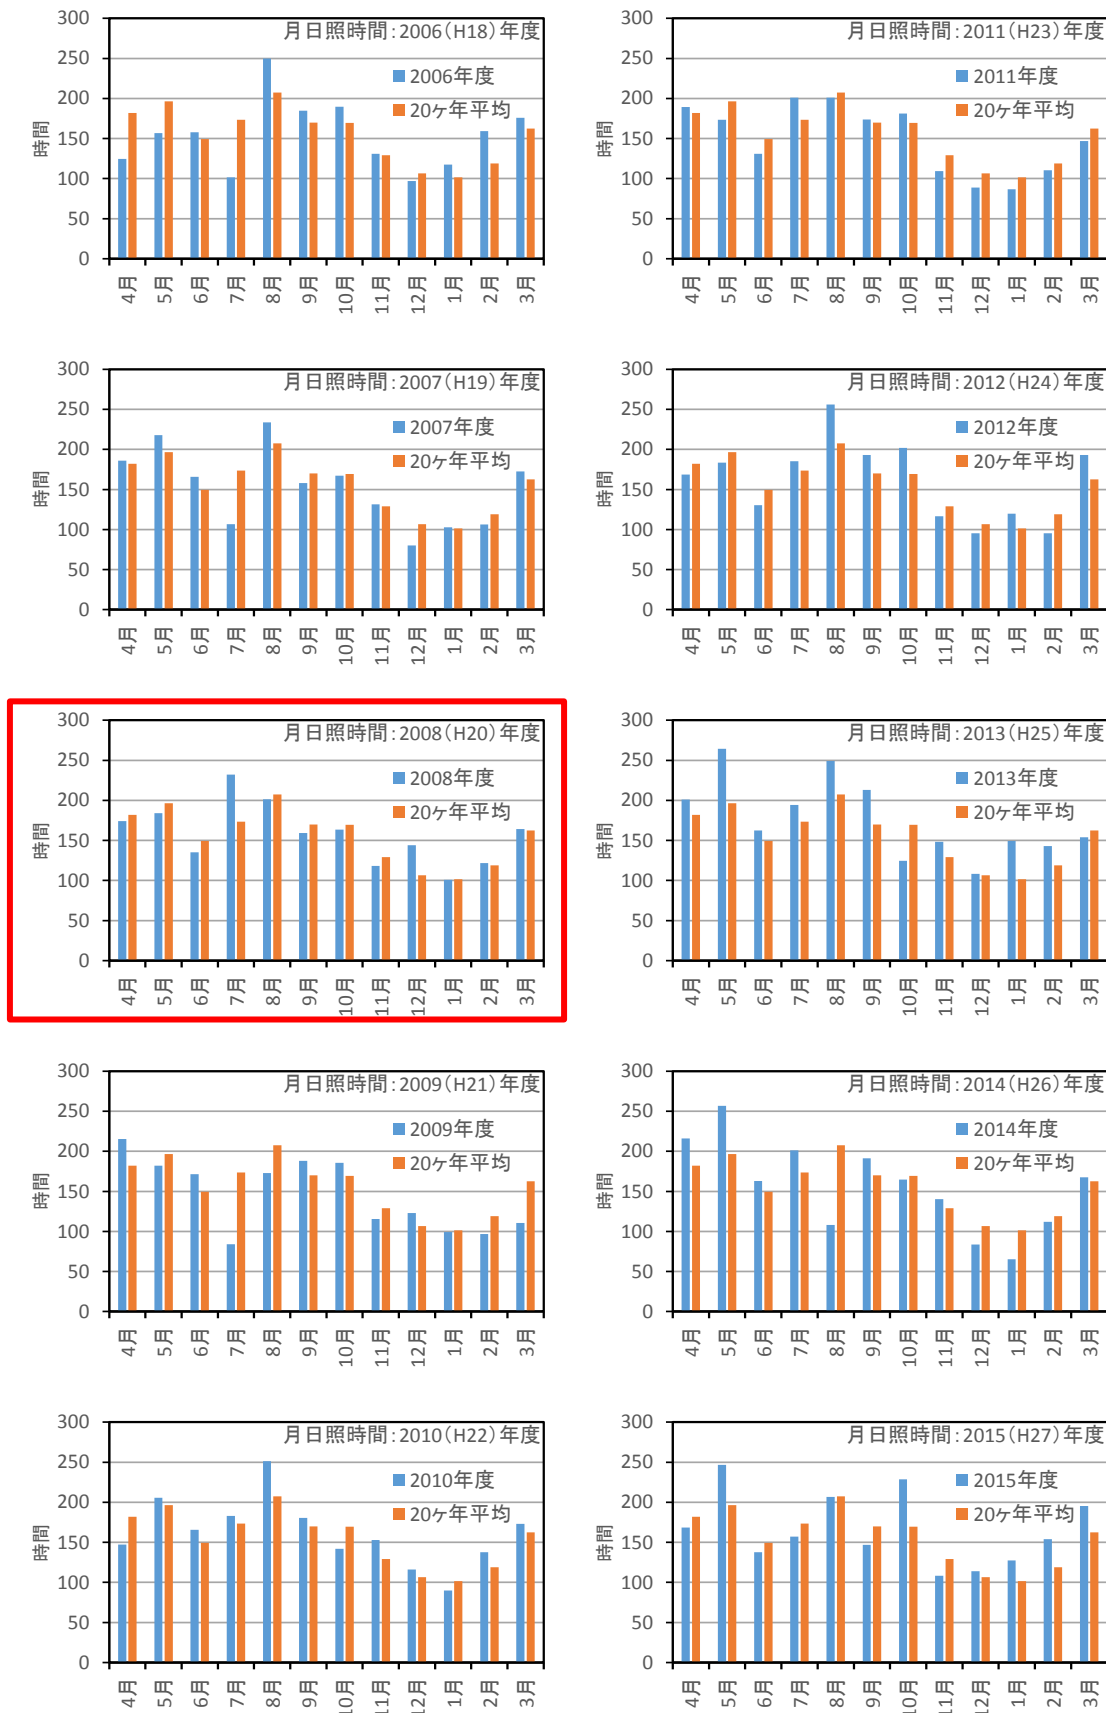 月日照時間：2006（H18）年度
300
250
200
150
100
50
0
時間
2006年度
20ヶ年平均
4月 5月 6月 7月 8月 9月 10月 11月 12月 1月 2月 3月
月日照時間：2011（H23）年度
300
250
200
150
100
50
0
時間
2011年度
20ヶ年平均
4月 5月 6月 7月 8月 9月 10月 11月 12月 1月 2月 3月
月日照時間：2007（H19）年度
300
250
200
150
100
50
0
時間
2007年度
20ヶ年平均
4月 5月 6月 7月 8月 9月 10月 11月 12月 1月 2月 3月
月日照時間：2012（H24）年度
300
250
200
150
100
50
0
時間
2012年度
20ヶ年平均
4月 5月 6月 7月 8月 9月 10月 11月 12月 1月 2月 3月
月日照時間：2008（H20）年度
300
250
200
150
100
50
0
時間
2008年度
20ヶ年平均
4月 5月 6月 7月 8月 9月 10月 11月 12月 1月 2月 3月
月日照時間：2013（H25）年度
300
250
200
150
100
50
0
時間
2013年度
20ヶ年平均
4月 5月 6月 7月 8月 9月 10月 11月 12月 1月 2月 3月
月日照時間：2009（H21）年度
300
250
200
150
100
50
0
時間
2009年度
20ヶ年平均
4月 5月 6月 7月 8月 9月 10月 11月 12月 1月 2月 3月
月日照時間：2014（H26）年度
300
250
200
150
100
50
0
時間
2014年度
20ヶ年平均
4月 5月 6月 7月 8月 9月 10月 11月 12月 1月 2月 3月
月日照時間：2010（H22）年度
300
250
200
150
100
50
0
時間
2010年度
20ヶ年平均
4月 5月 6月 7月 8月 9月 10月 11月 12月 1月 2月 3月
月日照時間：2015（H27）年度
300
250
200
150
100
50
0
時間
2015年度
20ヶ年平均
4月 5月 6月 7月 8月 9月 10月 11月 12月 1月 2月 3月